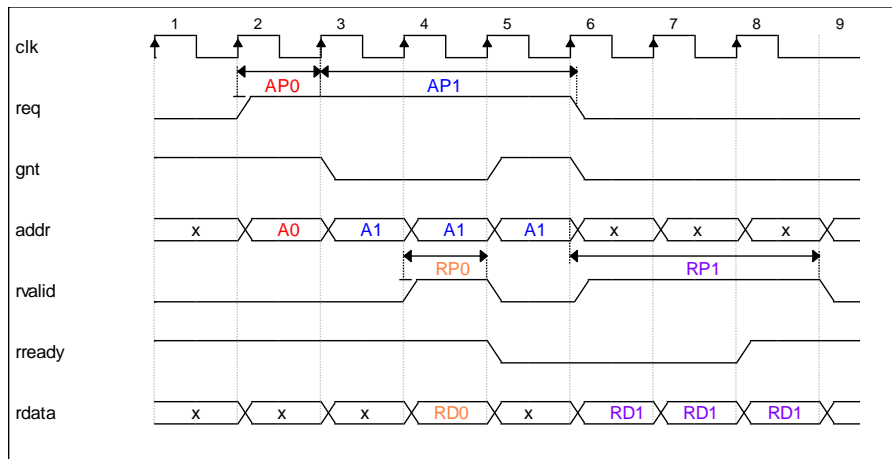 1 2 3 4 5 6 7 8 9
clk
AP0 AP1
req
gnt
addr x A0 A1 A1 A1 x x x
RP0 RP1
rvalid
rready
rdata x x x RD0 x RD1 RD1 RD1